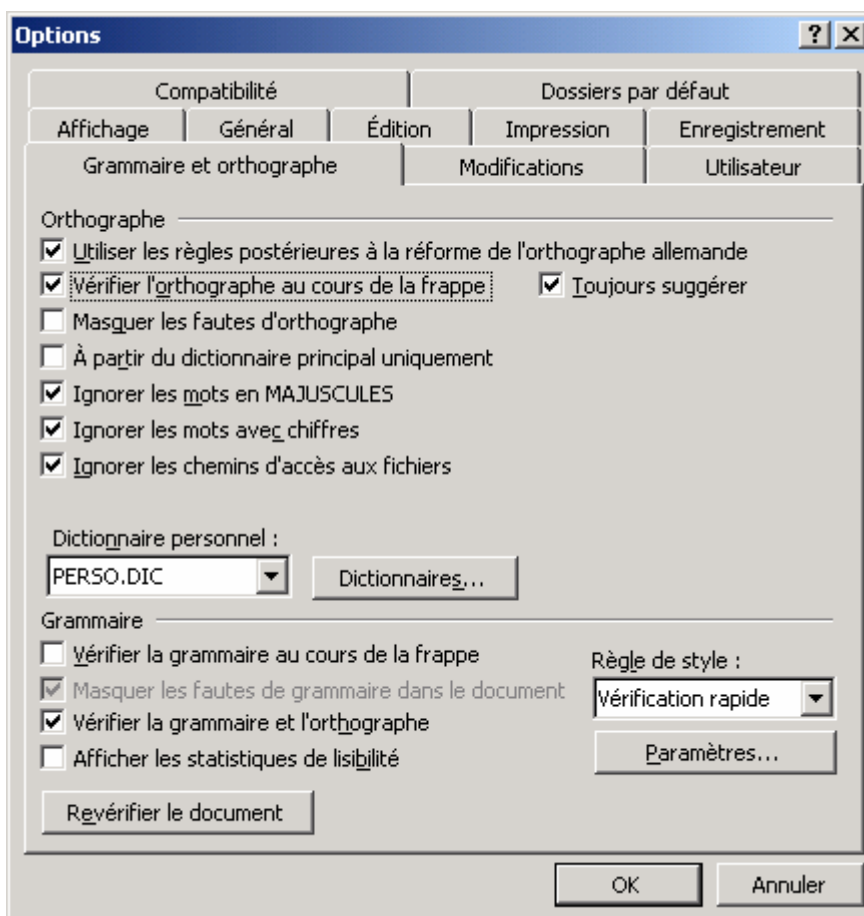 Options
Compatibilité Dossiers par défaut
Affichage Général Édition Impression Enregistrement
Grammaire et orthographe Modifications Utilisateur
Orthographe
Utiliser les règles postérieures à la réforme de l'orthographe allemande
Vérifier l'orthographe au cours de la frappe Toujours suggérer
Masquer les fautes d'orthographe
À partir du dictionnaire principal uniquement
Ignorer les mots en MAJUSCULES
Ignorer les mots avec chiffres
Ignorer les chemins d'accès aux fichiers
Dictionnaire personnel :
PERSO.DIC Dictionnaires...
Grammaire
Vérifier la grammaire au cours de la frappe Règle de style :
Masquer les fautes de grammaire dans le document Vérification rapide
Vérifier la grammaire et l'orthographe
Afficher les statistiques de lisibilité Paramètres...
Revérifier le document
OK Annuler